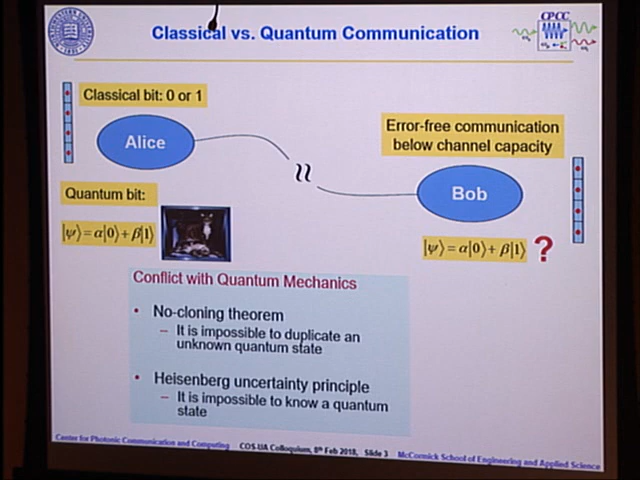 Classical vs. Quantum Communication
CPCC
Classical bit: 0 or 1
Alice
Error-free communication
below channel capacity
Bob
Quantum bit:
|ψ⟩=α|0⟩+β|1⟩
|ψ⟩=α|0⟩+β|1⟩ ?
Conflict with Quantum Mechanics
• No-cloning theorem
– It is impossible to duplicate an
unknown quantum state
• Heisenberg uncertainty principle
– It is impossible to know a quantum
state
Center for Photonic Communication and Computing COS-UA Colloquium, 8th Feb 2018, Slide 3 McCormick School of Engineering and Applied Science